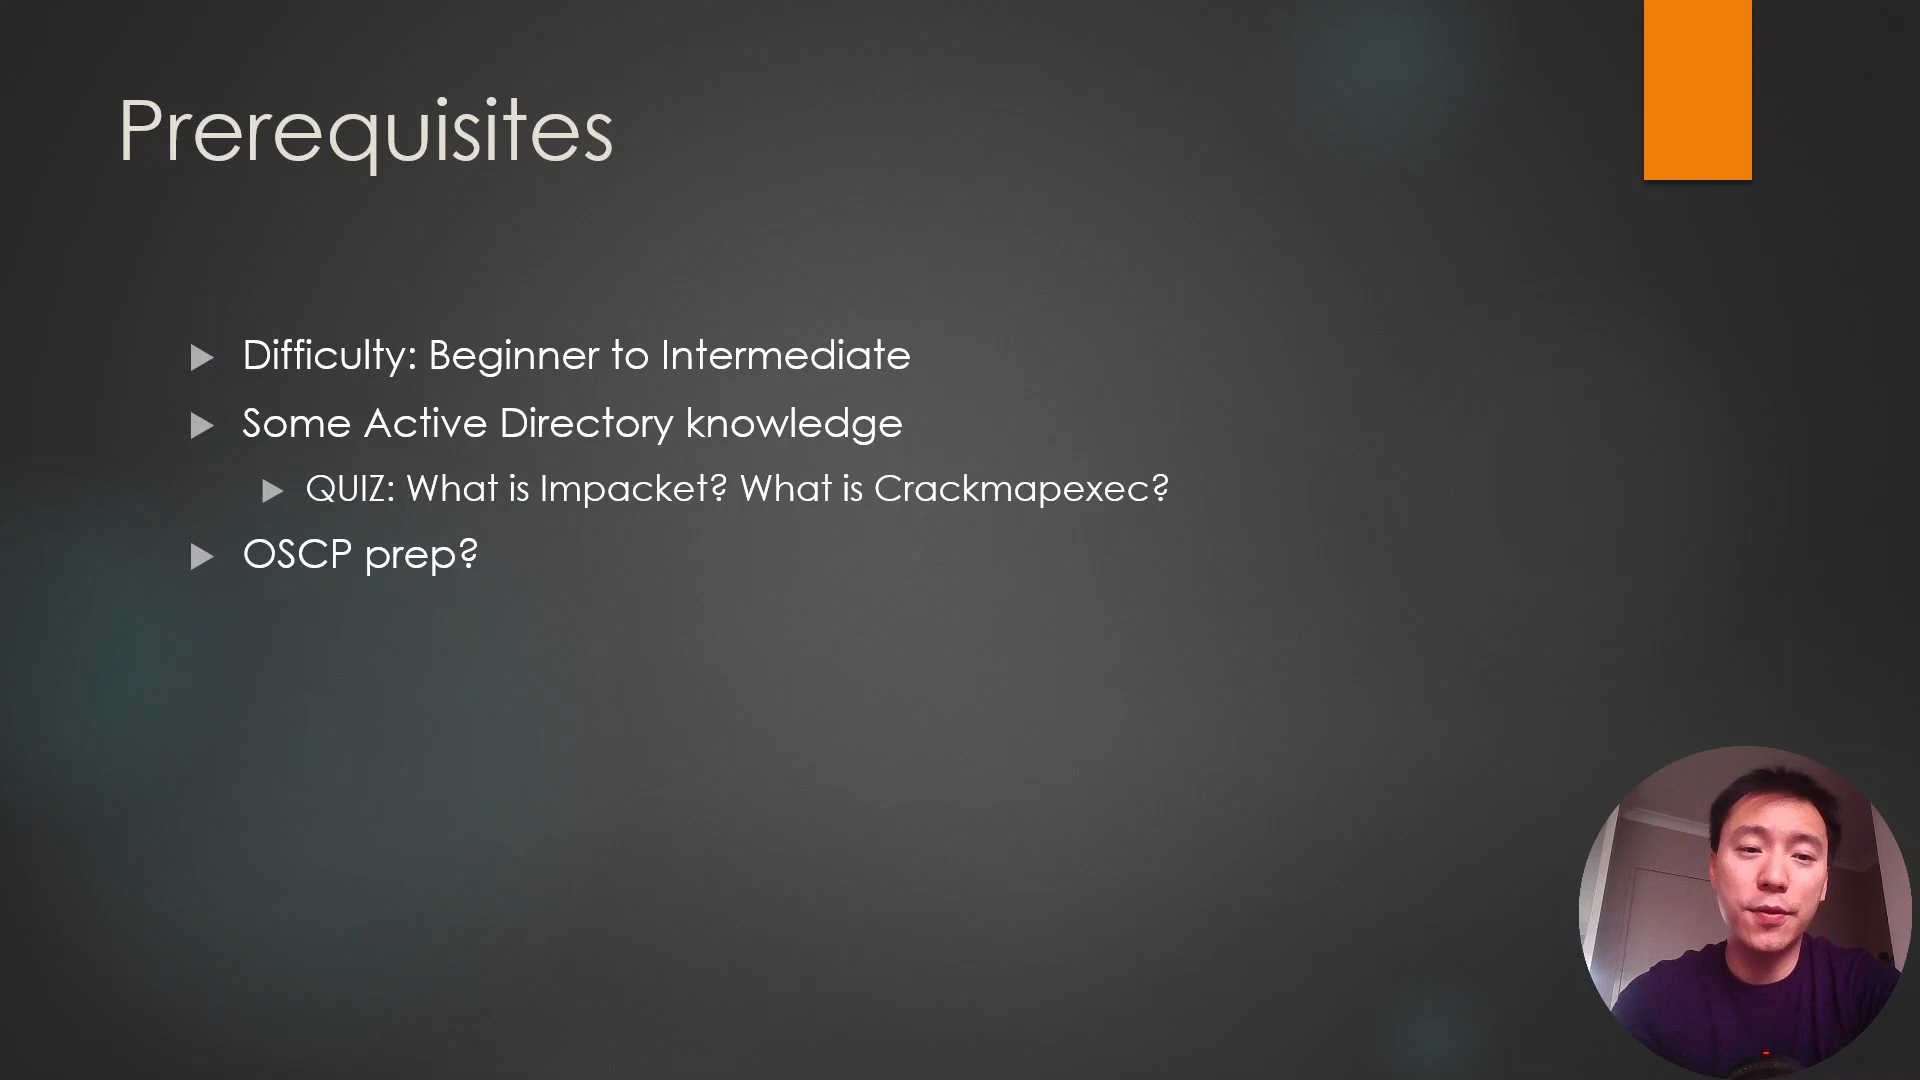 Prerequisites
Difficulty: Beginner to Intermediate
Some Active Directory knowledge
QUIZ: What is Impacket? What is Crackmapexec?
OSCP prep?